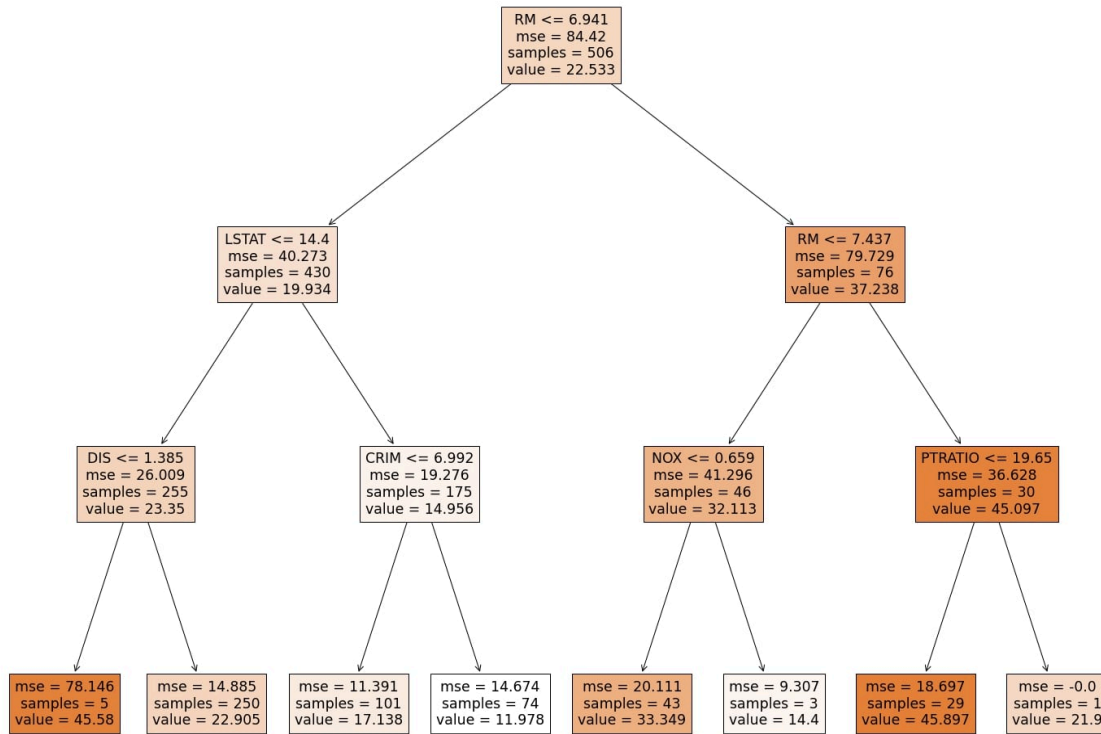 RM <= 6.941
mse = 84.42
samples = 506
value = 22.533
LSTAT <= 14.4
mse = 40.273
samples = 430
value = 19.934
RM <= 7.437
mse = 79.729
samples = 76
value = 37.238
DIS <= 1.385
mse = 26.009
samples = 255
value = 23.35
CRIM <= 6.992
mse = 19.276
samples = 175
value = 14.956
NOX <= 0.659
mse = 41.296
samples = 46
value = 32.113
PTRATIO <= 19.65
mse = 36.628
samples = 30
value = 45.097
mse = 78.146
samples = 5
value = 45.58
mse = 14.885
samples = 250
value = 22.905
mse = 11.391
samples = 101
value = 17.138
mse = 14.674
samples = 74
value = 11.978
mse = 20.111
samples = 43
value = 33.349
mse = 9.307
samples = 3
value = 14.4
mse = 18.697
samples = 29
value = 45.897
mse = -0.0
samples = 1
value = 21.9